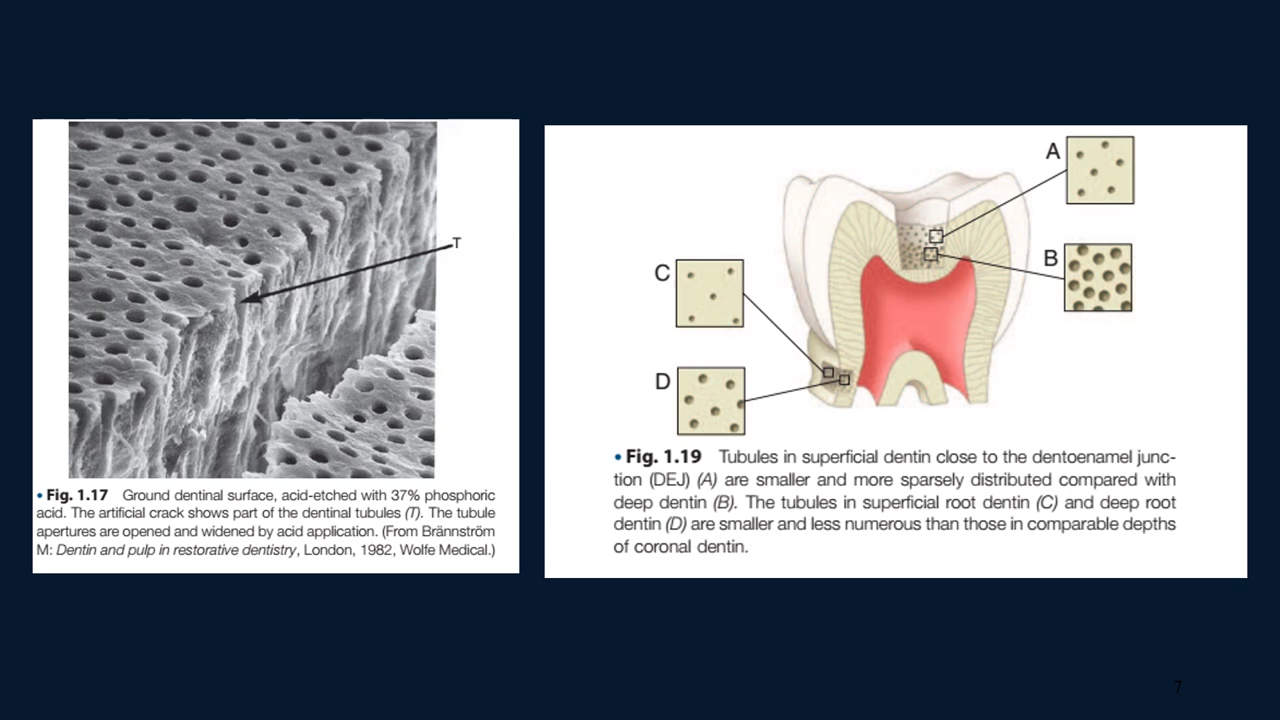 T
• Fig. 1.17 Ground dentinal surface, acid-etched with 37% phosphoric
acid. The artificial crack shows part of the dentinal tubules (T). The tubule
apertures are opened and widened by acid application. (From Brännström
M: Dentin and pulp in restorative dentistry, London, 1982, Wolfe Medical.)
A
B
C
D
• Fig. 1.19 Tubules in superficial dentin close to the dentoenamel junc-
tion (DEJ) (A) are smaller and more sparsely distributed compared with
deep dentin (B). The tubules in superficial root dentin (C) and deep root
dentin (D) are smaller and less numerous than those in comparable depths
of coronal dentin.
7